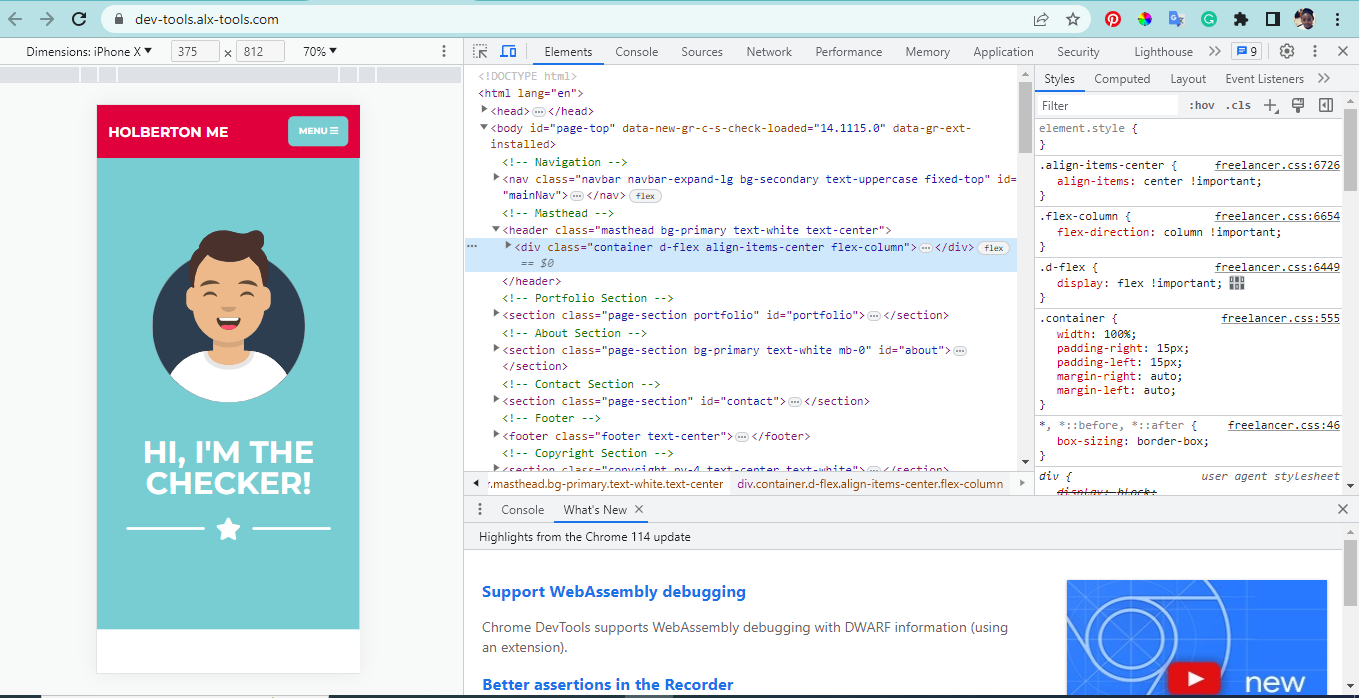 dev-tools.alx-tools.com
Dimensions: iPhone X ▼ 375 x 812 70% ▼
Elements Console Sources Network Performance Memory Application Security Lighthouse 9
HOLBERTON ME
MENU
HI, I'M THE
CHECKER!
<!DOCTYPE html>
<html lang="en">
<head>…</head>
<body id="page-top" data-new-gr-c-s-check-loaded="14.1115.0" data-gr-ext-
installed>
<!-- Navigation -->
<nav class="navbar navbar-expand-lg bg-secondary text-uppercase fixed-top" id=
"mainNav">…</nav> flex
<!-- Masthead -->
<header class="masthead bg-primary text-white text-center">
<div class="container d-flex align-items-center flex-column">…</div> flex
== $0
</header>
<!-- Portfolio Section -->
<section class="page-section portfolio" id="portfolio">…</section>
<!-- About Section -->
<section class="page-section bg-primary text-white mb-0" id="about">…
</section>
<!-- Contact Section -->
<section class="page-section" id="contact">…</section>
<!-- Footer -->
<footer class="footer text-center">…</footer>
<!-- Copyright Section -->
<section class="copyright py-4 text-center text-white">…</section>
r.masthead.bg-primary.text-white.text-center div.container.d-flex.align-items-center.flex-column
Styles Computed Layout Event Listeners
Filter :hov .cls
element.style {
}
.align-items-center { freelancer.css:6726
align-items: center !important;
}
.flex-column { freelancer.css:6654
flex-direction: column !important;
}
.d-flex { freelancer.css:6449
display: flex !important;
}
.container { freelancer.css:555
width: 100%;
padding-right: 15px;
padding-left: 15px;
margin-right: auto;
margin-left: auto;
}
*, *::before, *::after { freelancer.css:46
box-sizing: border-box;
}
div { user agent stylesheet
display: block;
Console What's New
Highlights from the Chrome 114 update
Support WebAssembly debugging
Chrome DevTools supports WebAssembly debugging with DWARF information (using
an extension).
Better assertions in the Recorder
new